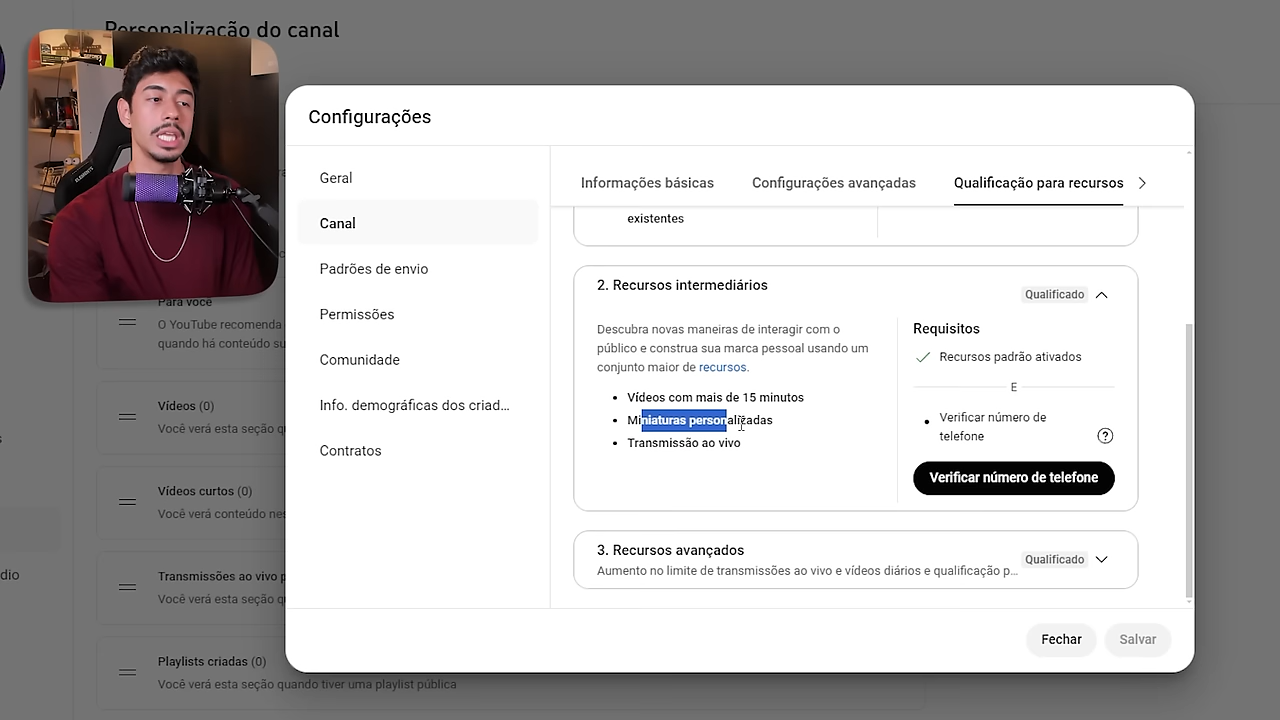 Personalização do canal
Configurações
Geral
Canal
Padrões de envio
Permissões
Comunidade
Info. demográficas dos criad...
Contratos
Informações básicas
Configurações avançadas
Qualificação para recursos
existentes
2. Recursos intermediários
Qualificado
Descubra novas maneiras de interagir com o
público e construa sua marca pessoal usando um
conjunto maior de recursos.
Vídeos com mais de 15 minutos
Miniaturas personalizadas
Transmissão ao vivo
Requisitos
Recursos padrão ativados
E
Verificar número de
telefone
Verificar número de telefone
3. Recursos avançados
Qualificado
Aumento no limite de transmissões ao vivo e vídeos diários e qualificação p...
Fechar
Salvar
Para você
O YouTube recomenda
quando há conteúdo su
Vídeos (0)
Você verá esta seção qu
Vídeos curtos (0)
Você verá conteúdo nes
Transmissões ao vivo p
Você verá esta seção qu
Playlists criadas (0)
Você verá esta seção quando tiver uma playlist pública
dio